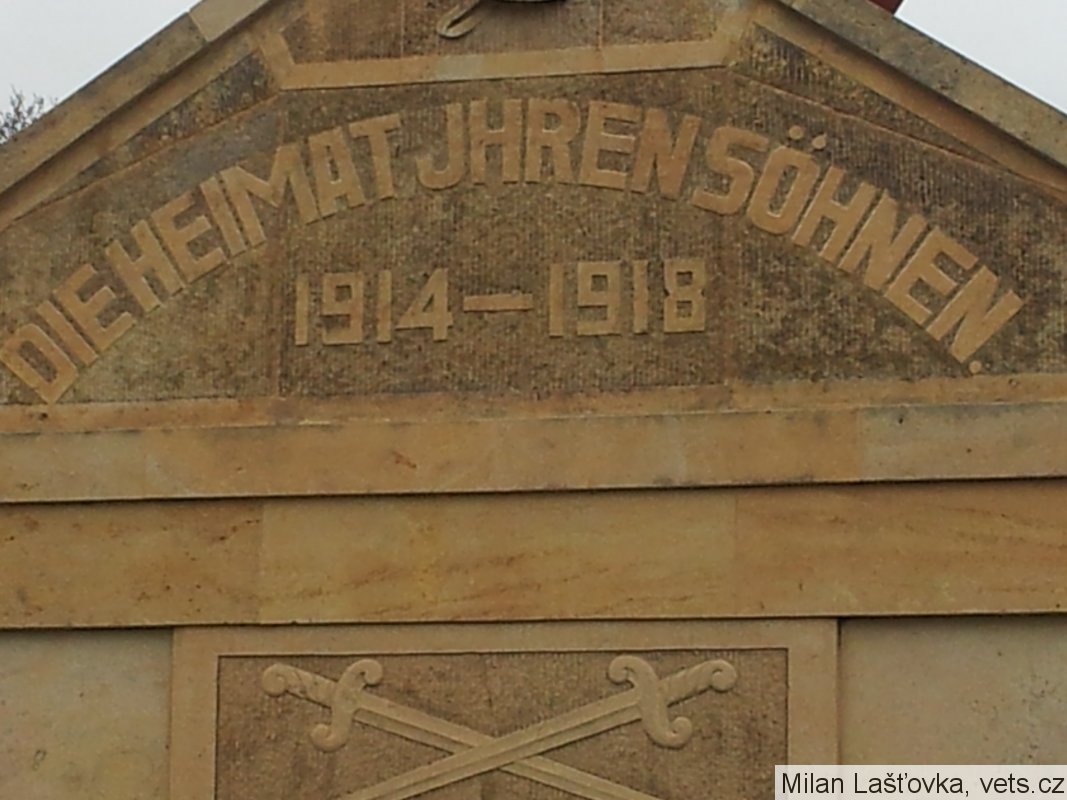 DIE HEIMAT JHREN SÖHNEN.
1914—1918
Milan Lašťovka, vets.cz